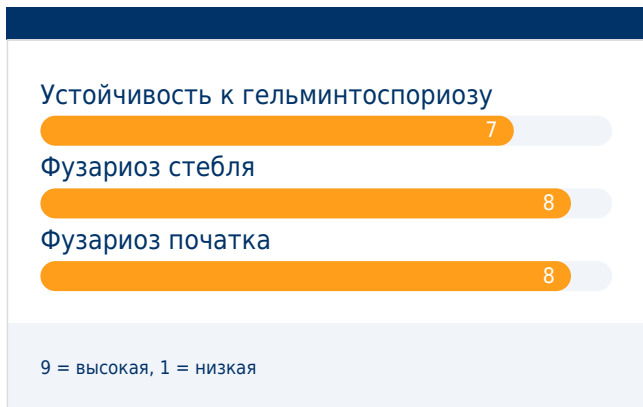 Устойчивость к гельминтоспориозу
7
Фузариоз стебля
8
Фузариоз початка
8
9 = высокая, 1 = низкая